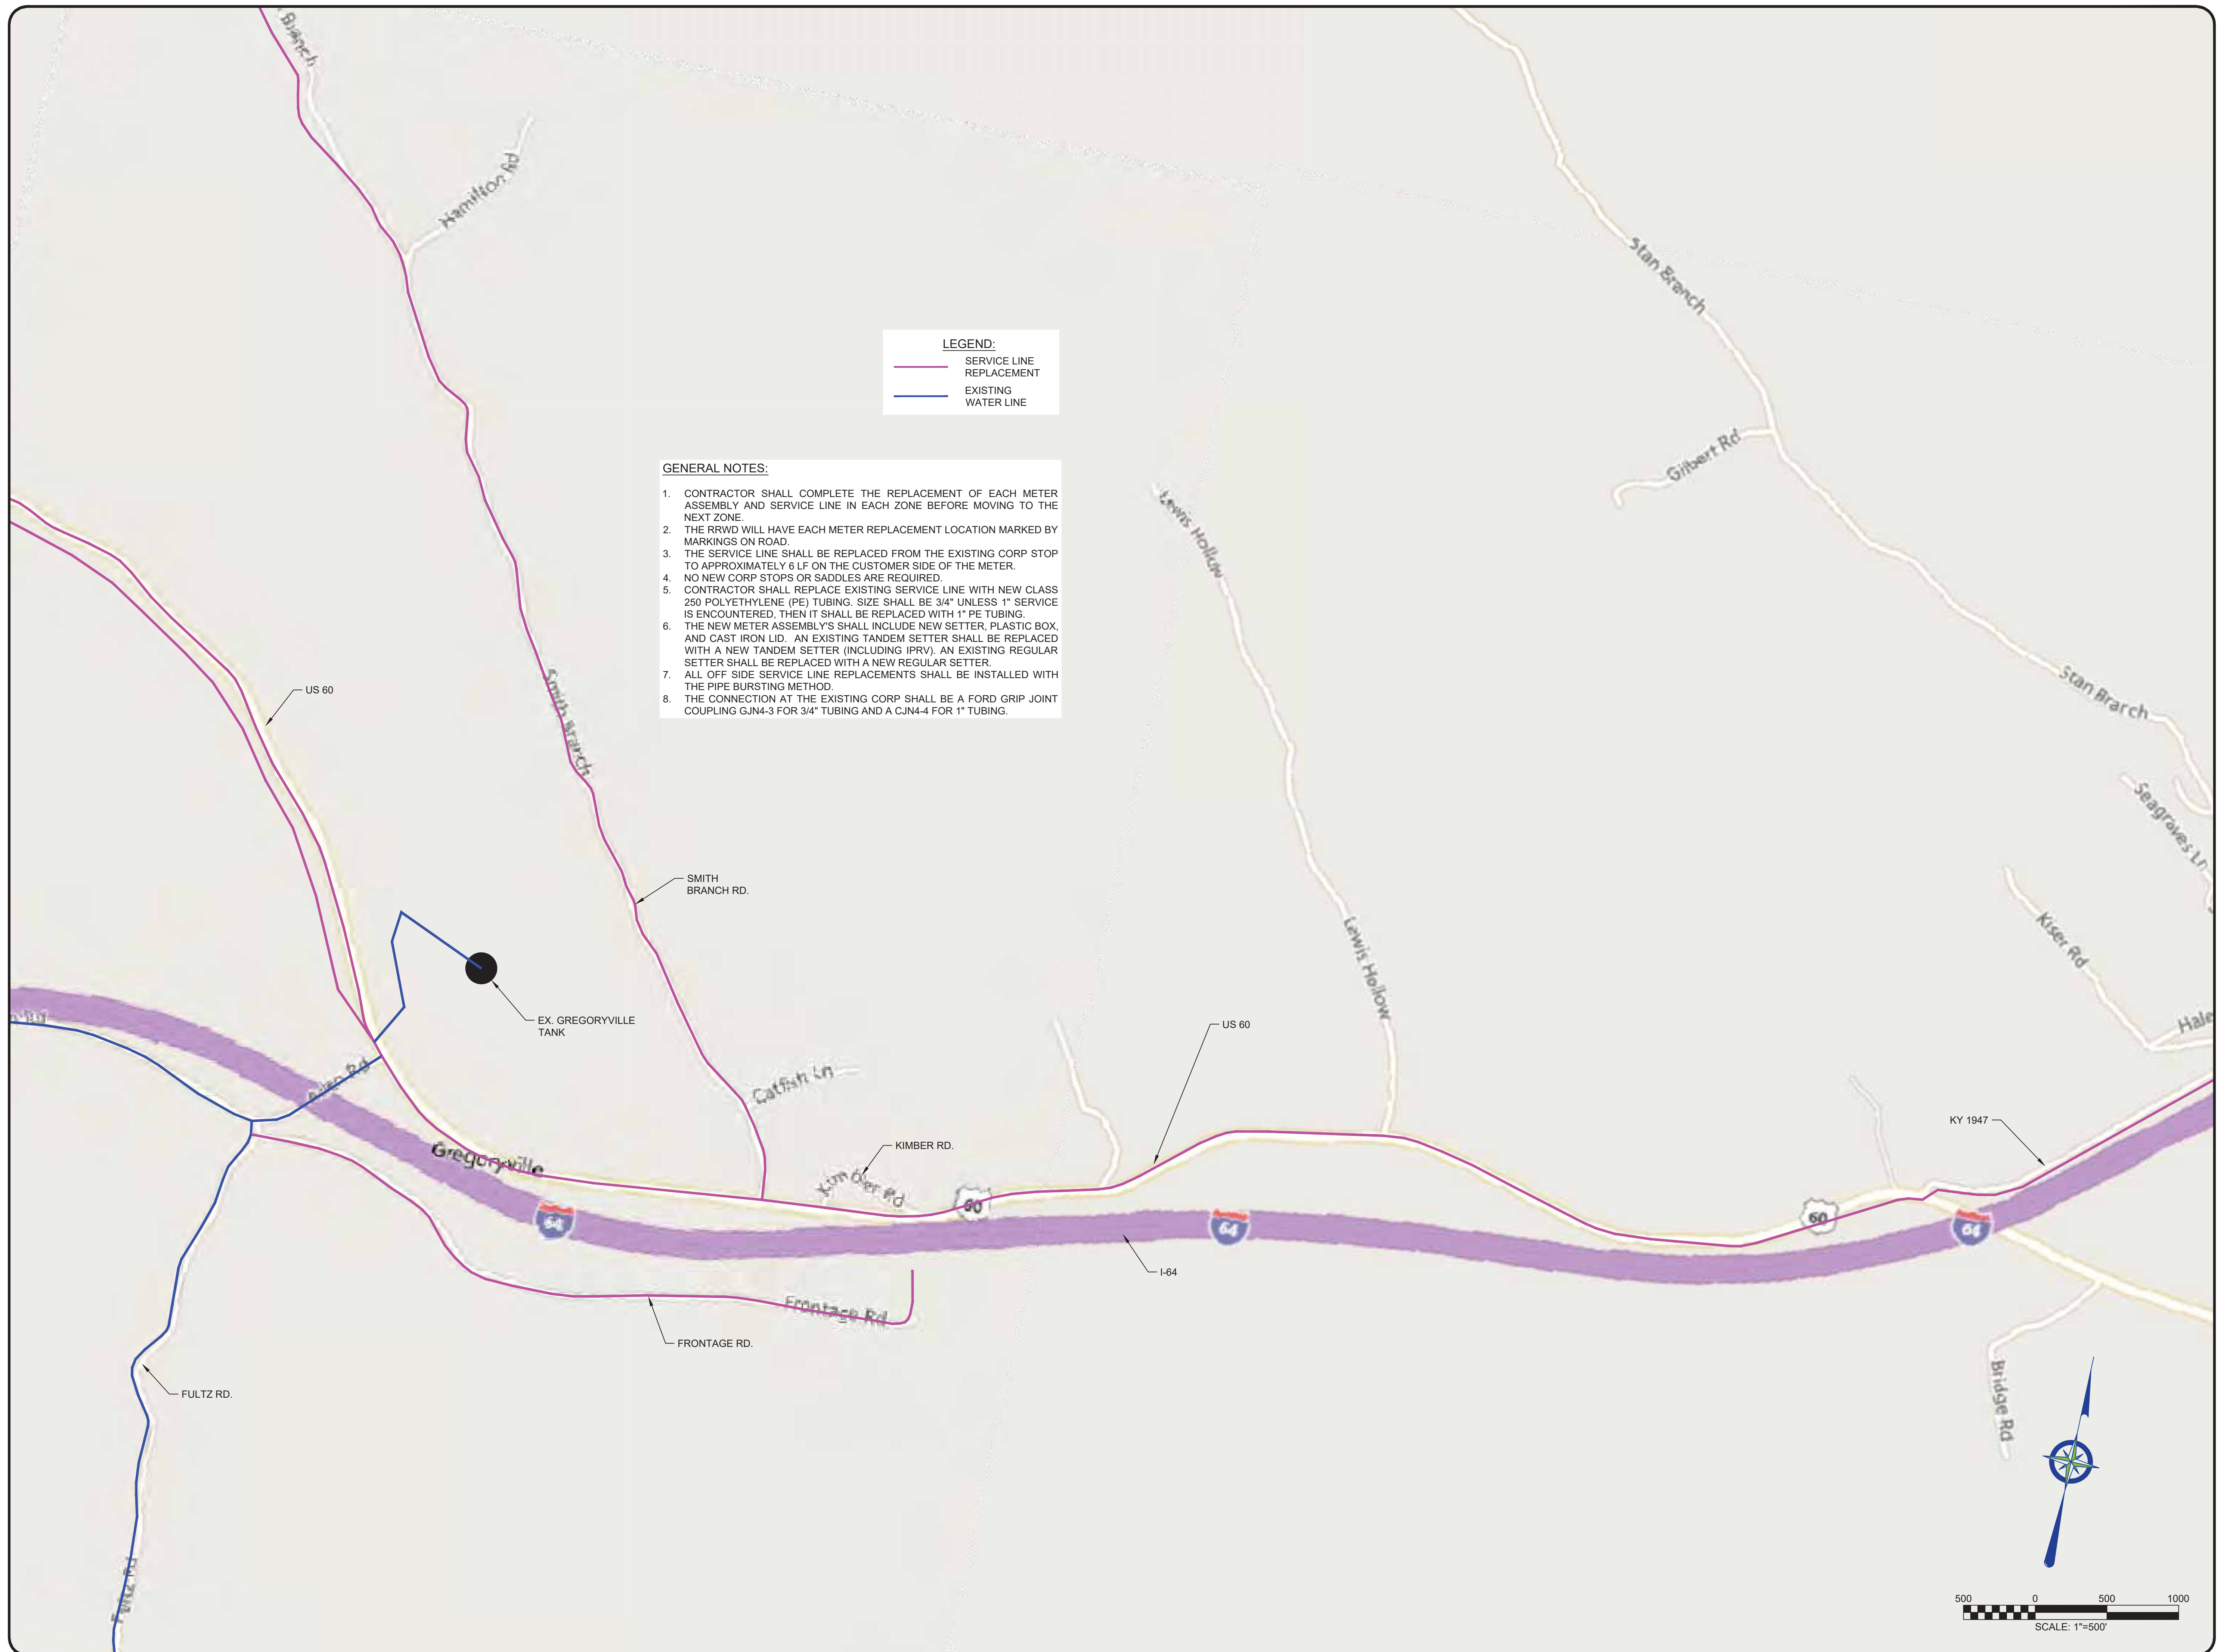 Branch
Hamilton Rd
Stan Branch
LEGEND:
SERVICE LINE
REPLACEMENT
EXISTING
WATER LINE
Gilbert Rd
GENERAL NOTES:
1. CONTRACTOR SHALL COMPLETE THE REPLACEMENT OF EACH METER
ASSEMBLY AND SERVICE LINE IN EACH ZONE BEFORE MOVING TO THE
NEXT ZONE.
2. THE RRWD WILL HAVE EACH METER REPLACEMENT LOCATION MARKED BY
MARKINGS ON ROAD.
3. THE SERVICE LINE SHALL BE REPLACED FROM THE EXISTING CORP STOP
TO APPROXIMATELY 6 LF ON THE CUSTOMER SIDE OF THE METER.
4. NO NEW CORP STOPS OR SADDLES ARE REQUIRED.
5. CONTRACTOR SHALL REPLACE EXISTING SERVICE LINE WITH NEW CLASS
250 POLYETHYLENE (PE) TUBING. SIZE SHALL BE 3/4" UNLESS 1" SERVICE
IS ENCOUNTERED, THEN IT SHALL BE REPLACED WITH 1" PE TUBING.
6. THE NEW METER ASSEMBLY'S SHALL INCLUDE NEW SETTER, PLASTIC BOX,
AND CAST IRON LID. AN EXISTING TANDEM SETTER SHALL BE REPLACED
WITH A NEW TANDEM SETTER (INCLUDING IPRV). AN EXISTING REGULAR
SETTER SHALL BE REPLACED WITH A NEW REGULAR SETTER.
7. ALL OFF SIDE SERVICE LINE REPLACEMENTS SHALL BE INSTALLED WITH
THE PIPE BURSTING METHOD.
8. THE CONNECTION AT THE EXISTING CORP SHALL BE A FORD GRIP JOINT
COUPLING GJN4-3 FOR 3/4" TUBING AND A CJN4-4 FOR 1" TUBING.
Lewis Hollow
US 60
Smith Branch
Stan Branch
Seagraves Ln
SMITH
BRANCH RD.
Kiser Rd
Lewis Hollow
EX. GREGORYVILLE
TANK
US 60
Hale
Rd
Catfish Ln
KY 1947
KIMBER RD.
Gregoryville
Kimber Rd
60
60
64
64
64
I-64
Frontage Rd
FRONTAGE RD.
FULTZ RD.
Bridge Rd
Fultz Rd
500 0 500 1000
SCALE: 1"=500'